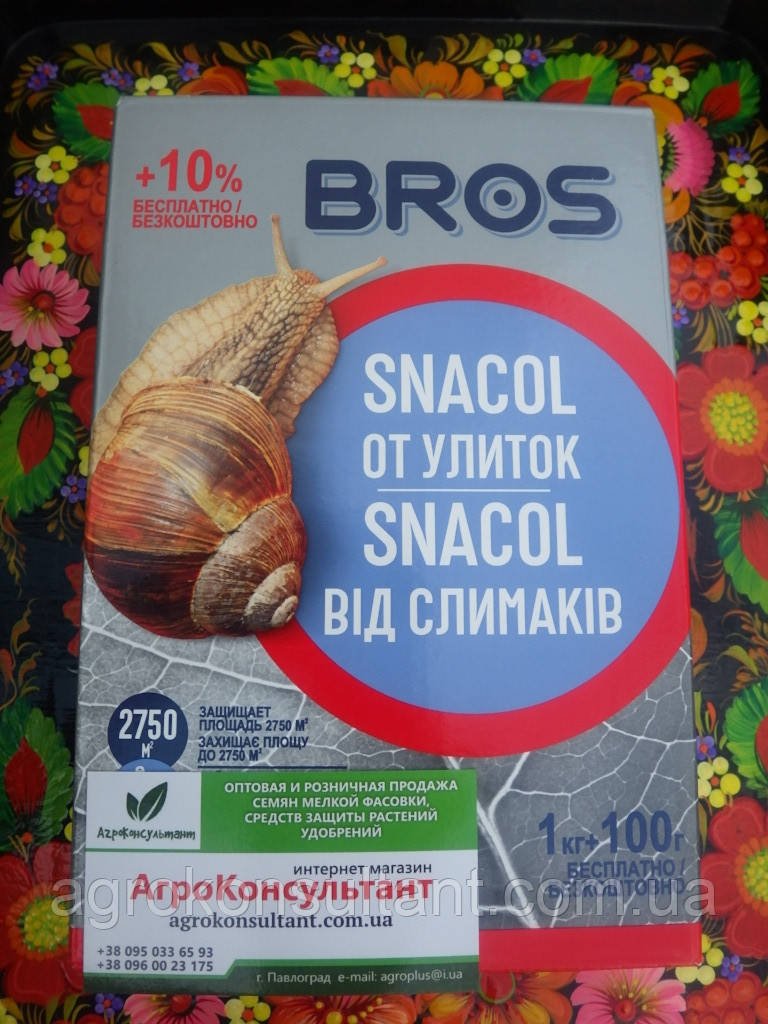 +10%
БЕСПЛАТНО /
БЕЗКОШТОВНО
BROS
SNACOL
ОТ УЛИТОК
SNACOL
ВІД СЛИМАКІВ
2750
М²
ЗАЩИЩАЕТ
ПЛОЩАДЬ 2750 М²
ЗАХИЩАЄ ПЛОЩУ
ДО 2750 М²
1 КГ+100Г
БЕСПЛАТНО /
БЕЗКОШТОВНО
АгроКонсультант
ОПТОВАЯ И РОЗНИЧНАЯ ПРОДАЖА
СЕМЯН МЕЛКОЙ ФАСОВКИ,
СРЕДСТВ ЗАЩИТЫ РАСТЕНИЙ
УДОБРЕНИЙ
интернет магазин
АгроКонсультант
agrokonsultant.com.ua
+38 095 033 65 93
+38 096 00 23 175
г. Павлоград e-mail: agroplus@i.ua
agrokonsultant.com.ua